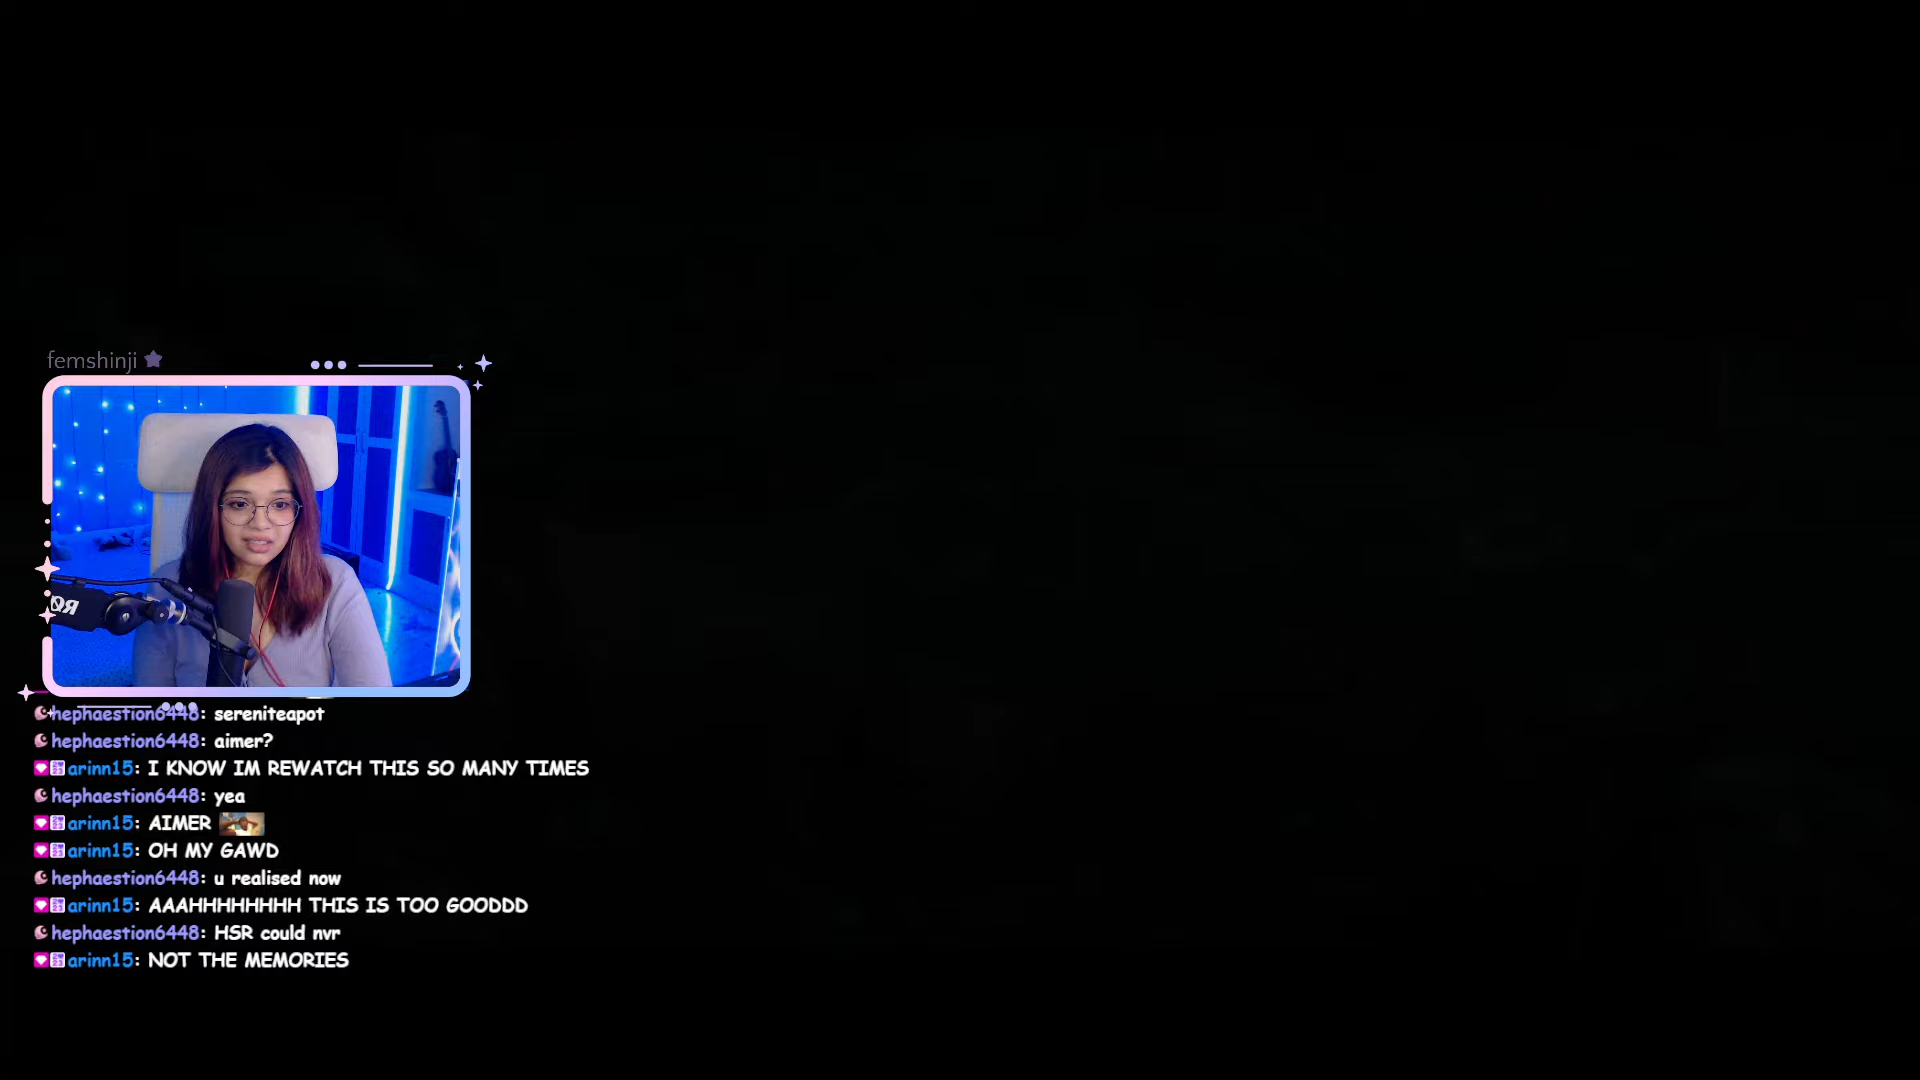 femshinji
hephaestion6448: sereniteapot
hephaestion6448: aimer?
arinn15: I KNOW IM REWATCH THIS SO MANY TIMES
hephaestion6448: yea
arinn15: AIMER
arinn15: OH MY GAWD
hephaestion6448: u realised now
arinn15: AAAHHHHHHHH THIS IS TOO GOODDD
hephaestion6448: HSR could nvr
arinn15: NOT THE MEMORIES